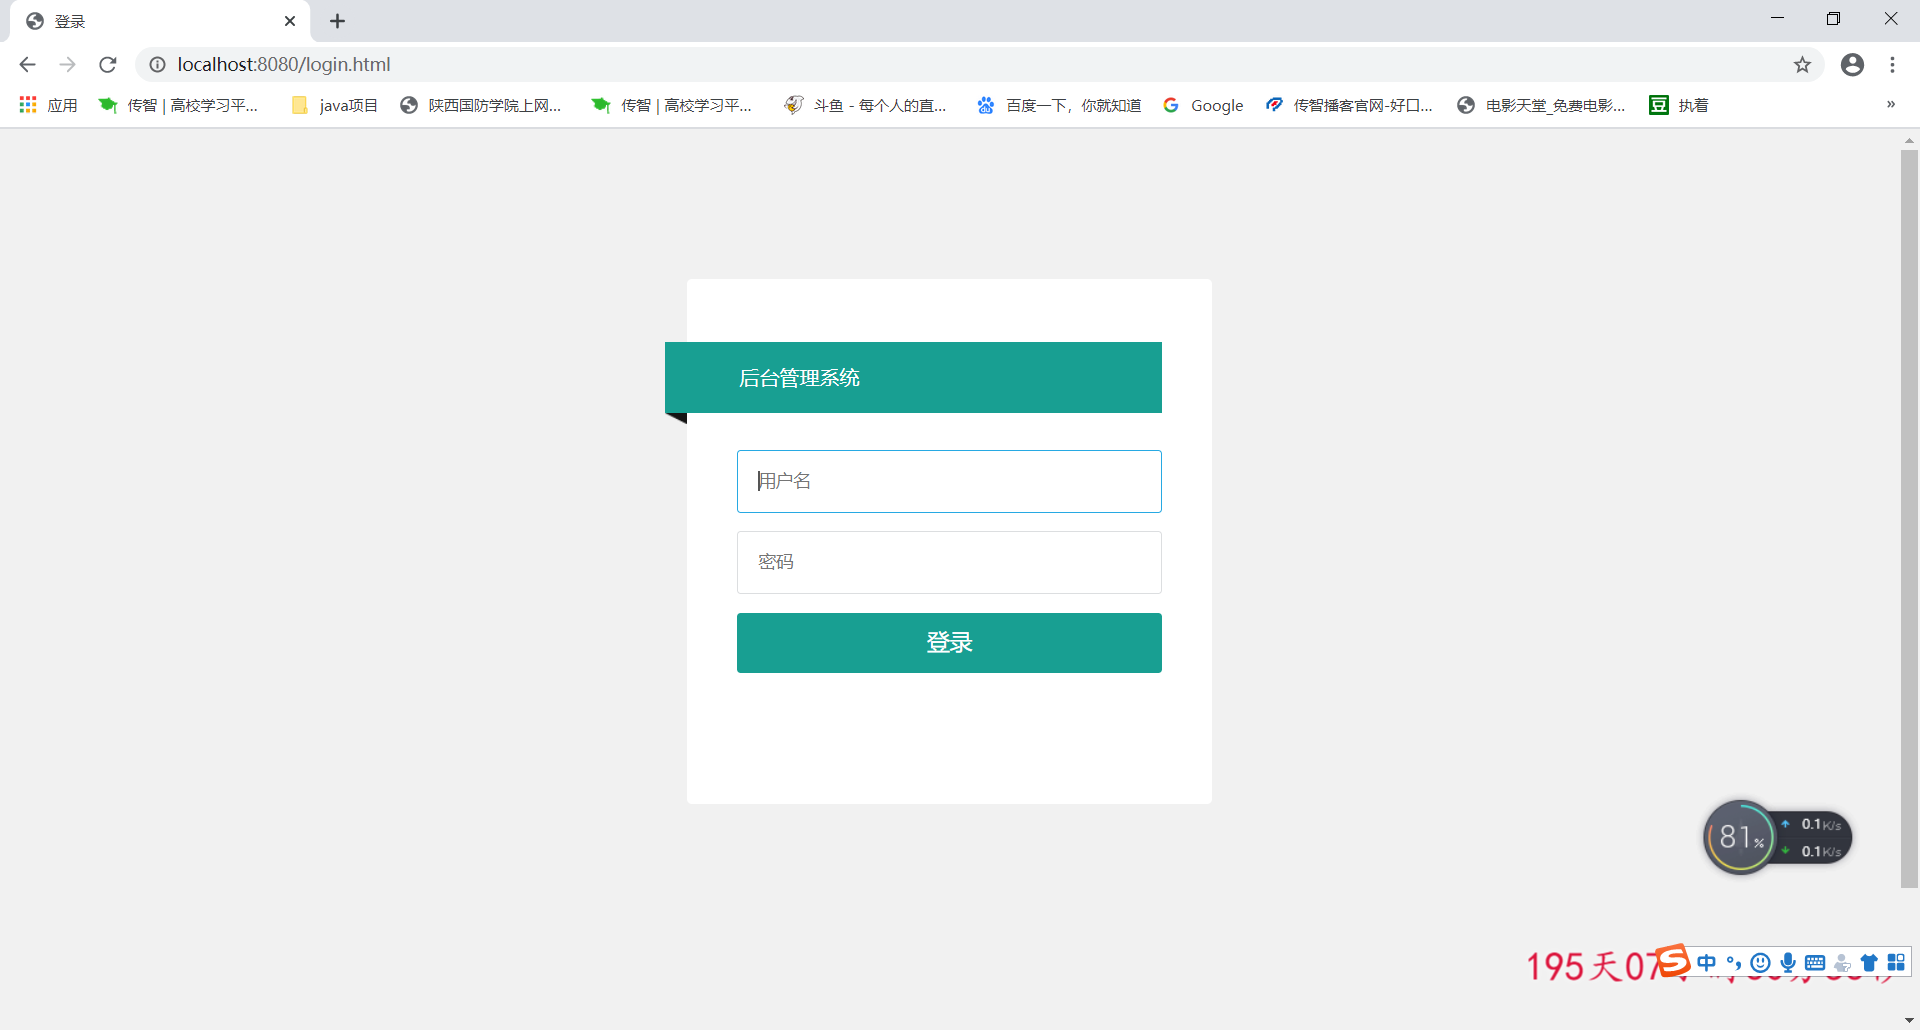 登录
localhost:8080/login.html
应用 传智 | 高校学习平... java项目 陕西国防学院上网... 传智 | 高校学习平... 斗鱼 - 每个人的直... 百度一下，你就知道 Google 传智播客官网-好口... 电影天堂_免费电影... 豆 执着 »
后台管理系统
用户名
密码
登录
81%
0.1K/s
0.1K/s
195天07
中